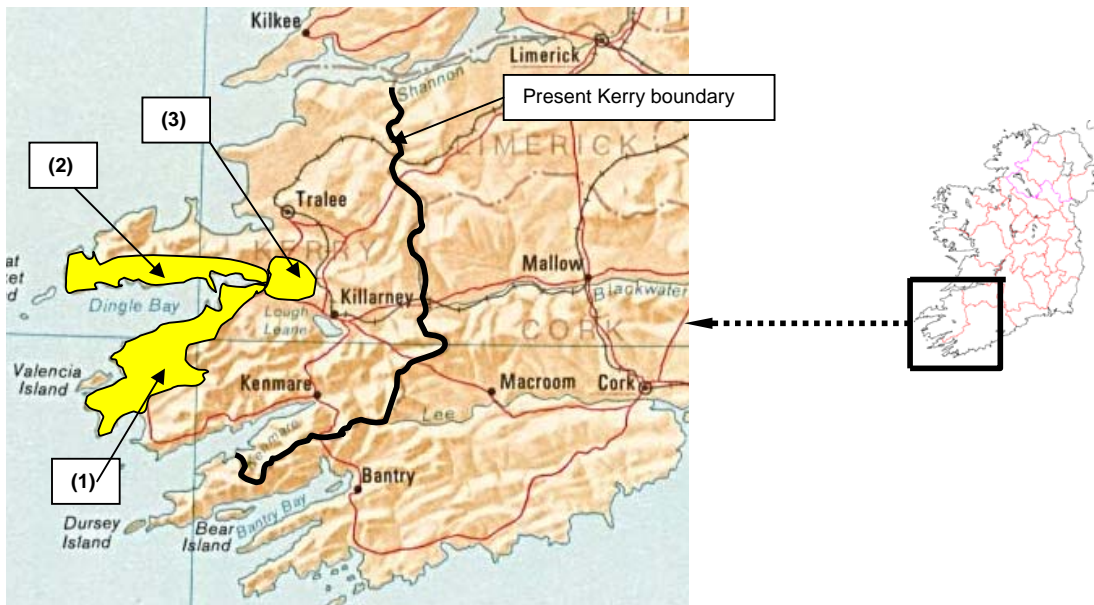 Kilkee
Limerick
Shannon
Present Kerry boundary
(3)
LIMERICK
(2)
Tralee
KERRY
Mallow
Dingle Bay
Killarney
Blackwater
Lough
Leane
CORK
Valencia
Island
Kenmare
Macroom
Cork
Lee
(1)
Bantry
Dursey
Island
Bear
Island
Bantry Bay